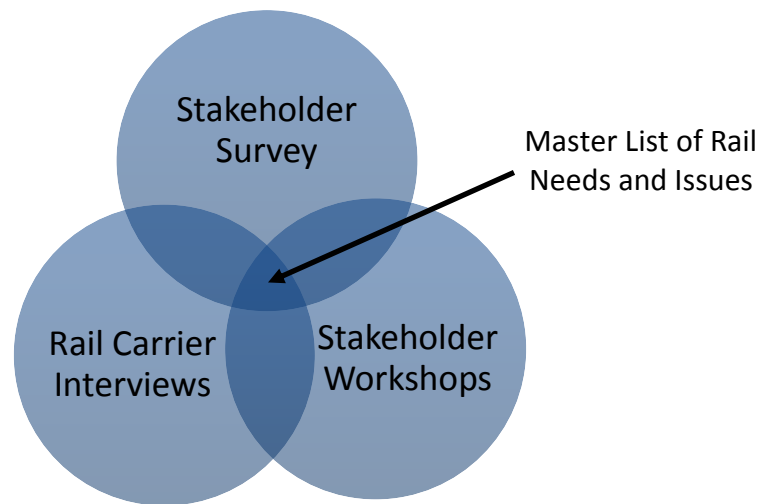 Stakeholder
Survey
Master List of Rail
Needs and Issues
Rail Carrier
Interviews
Stakeholder
Workshops